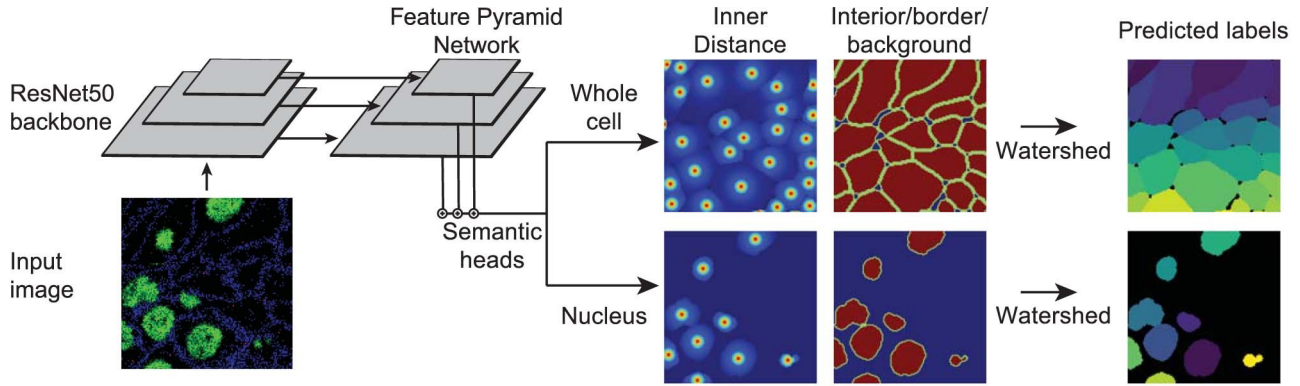 Feature Pyramid
Network
Inner
Distance
Interior/border/
background
Predicted labels
ResNet50
backbone
Whole
cell
Watershed
Input
image
Semantic
heads
Nucleus
Watershed